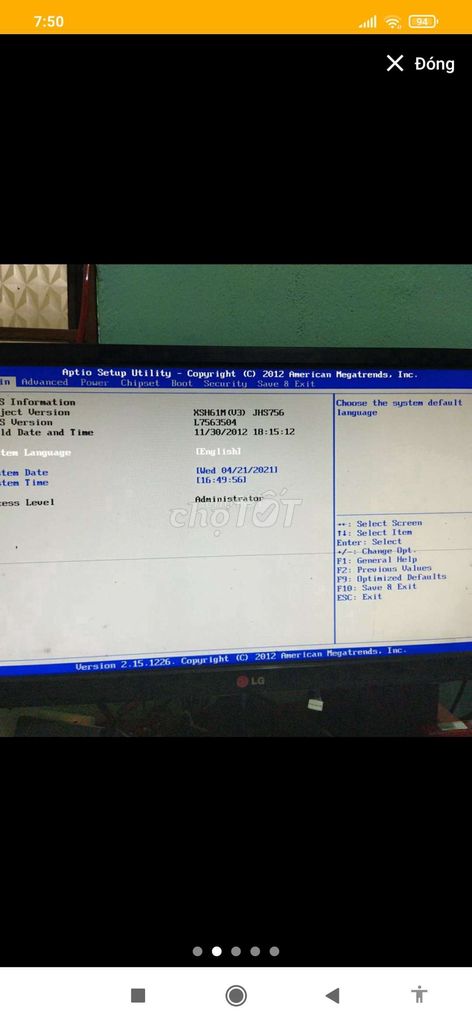 7:50
94
Đóng
Aptio Setup Utility - Copyright (C) 2012 American Megatrends, Inc.
in Advanced Power Chipset Boot Security Save & Exit
S Information
ject Version XSH61M(V3) JHS756
S Version L7563504
ld Date and Time 11/30/2012 18:15:12
tem Language [English]
tem Date [Wed 04/21/2021]
tem Time [16:49:56]
cess Level Administrator
Choose the system default
language
chợTỐT
↔: Select Screen
↑↓: Select Item
Enter: Select
+/-: Change Opt.
F1: General Help
F2: Previous Values
F9: Optimized Defaults
F10: Save & Exit
ESC: Exit
Version 2.15.1226. Copyright (C) 2012 American Megatrends, Inc.
LG